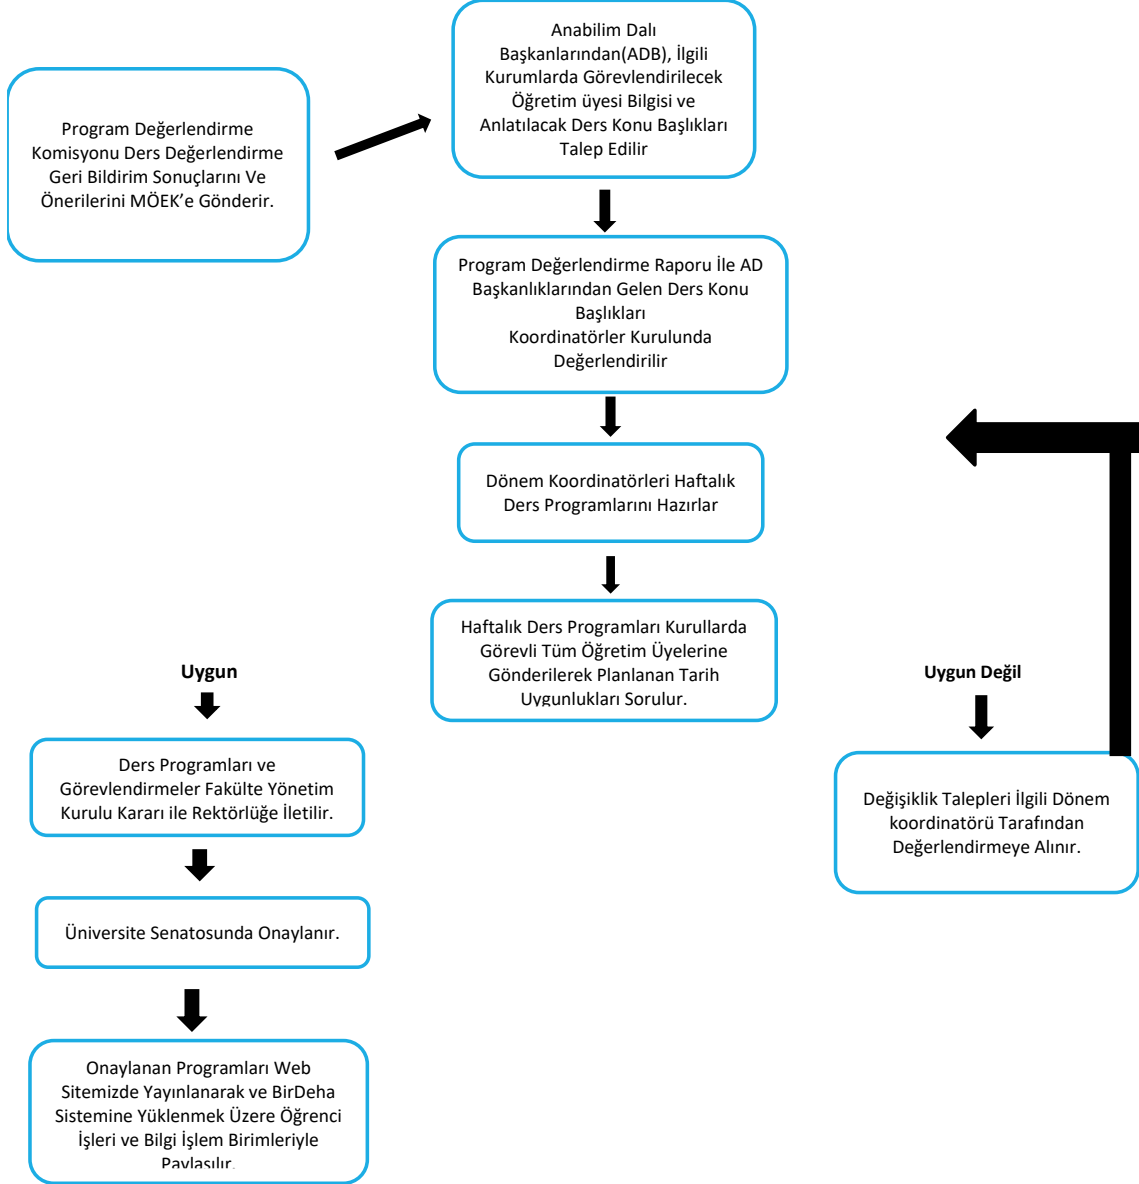 Program Değerlendirme
Komisyonu Ders Değerlendirme
Geri Bildirim Sonuçlarını Ve
Önerilerini MÖEK’e Gönderir.
Anabilim Dalı
Başkanlarından(ADB), İlgili
Kurumlarda Görevlendirilecek
Öğretim üyesi Bilgisi ve
Anlatılacak Ders Konu Başlıkları
Talep Edilir
Program Değerlendirme Raporu İle AD
Başkanlıklarından Gelen Ders Konu
Başlıkları
Koordinatörler Kurulunda
Değerlendirilir
Dönem Koordinatörleri Haftalık
Ders Programlarını Hazırlar
Haftalık Ders Programları Kurullarda
Görevli Tüm Öğretim Üyelerine
Gönderilerek Planlanan Tarih
Uygunlukları Sorulur.
Uygun
Ders Programları ve
Görevlendirmeler Fakülte Yönetim
Kurulu Kararı ile Rektörlüğe İletilir.
Üniversite Senatosunda Onaylanır.
Onaylanan Programları Web
Sitemizde Yayınlanarak ve BirDeha
Sistemine Yüklenmek Üzere Öğrenci
İşleri ve Bilgi İşlem Birimleriyle
Paylaşılır.
Uygun Değil
Değişiklik Talepleri İlgili Dönem
koordinatörü Tarafından
Değerlendirmeye Alınır.